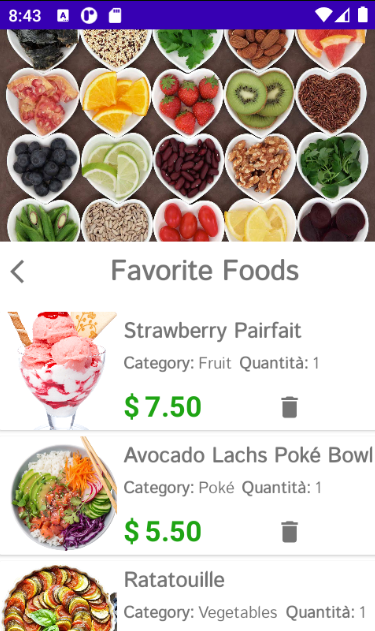 8:43
Favorite Foods
Strawberry Pairfait
Category: Fruit Quantità: 1
$ 7.50
Avocado Lachs Poké Bowl
Category: Poké Quantità: 1
$ 5.50
Ratatouille
Category: Vegetables Quantità: 1